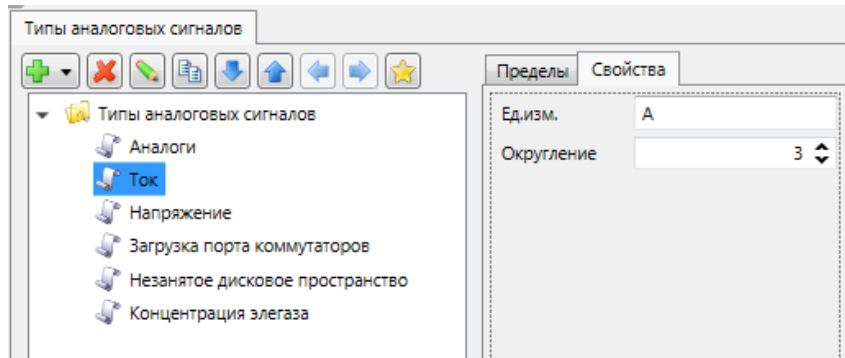 Типы аналоговых сигналов
Пределы Свойства
Типы аналоговых сигналов
Аналоги
Ток
Напряжение
Загрузка порта коммутаторов
Незанятое дисковое пространство
Концентрация элегаза
Ед.изм. А
Округление 3